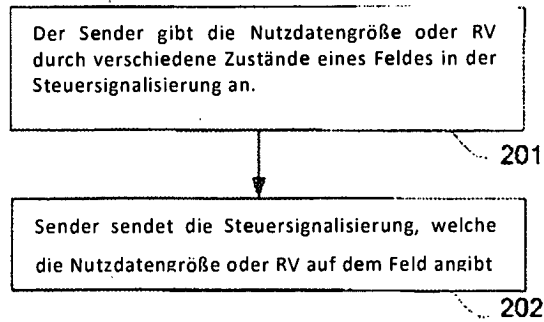 Der Sender gibt die Nutzdatengröße oder RV
durch verschiedene Zustände eines Feldes in der
Steuersignalisierung an.
201
Sender sendet die Steuersignalisierung, welche
die Nutzdatengröße oder RV auf dem Feld angibt
202